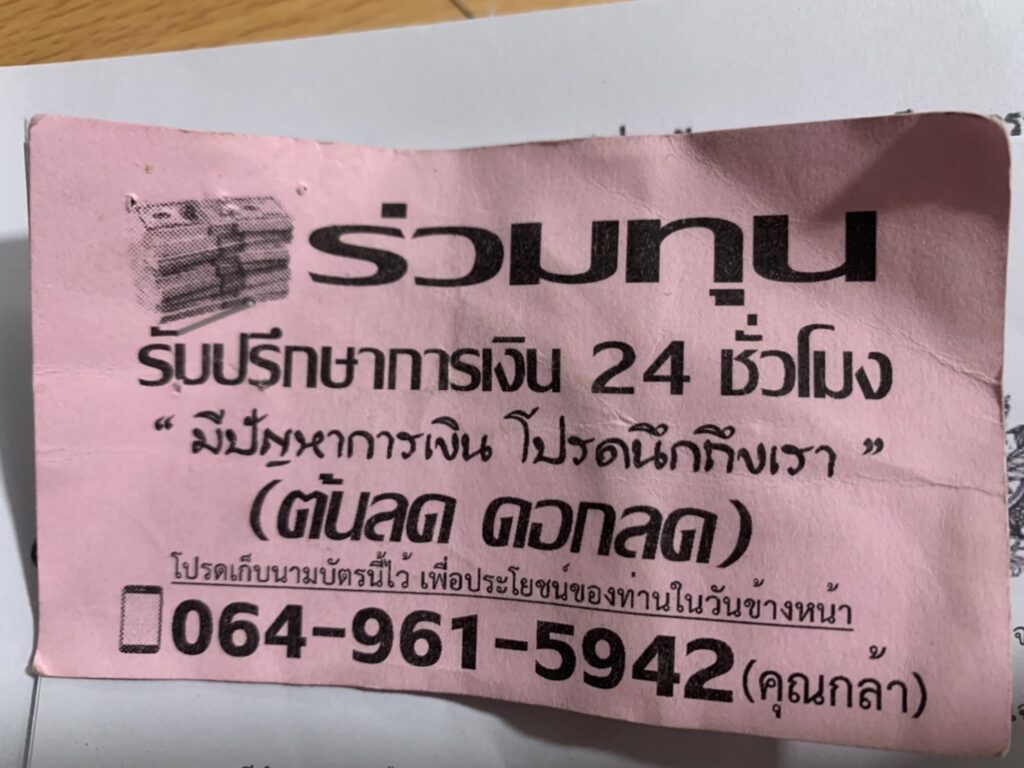 ร่วมทุน
รับปรึกษาการเงิน 24 ชั่วโมง
“ มีปัญหาการเงิน โปรดนึกถึงเรา ”
(ต้นลด ดอกลด)
โปรดเก็บนามบัตรนี้ไว้ เพื่อประโยชน์ของท่านในวันข้างหน้า
064-961-5942 (คุณกล้า)